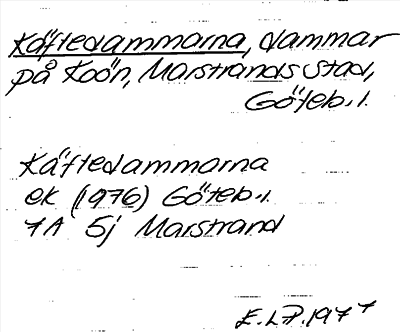 Käftedammarna, dammar
på Koön, Marstrands stad,
Göteb.l.
Käftedammarna
ek (1976) Göteb.l.
7A 5j Marstrand
E.L.P. 1977